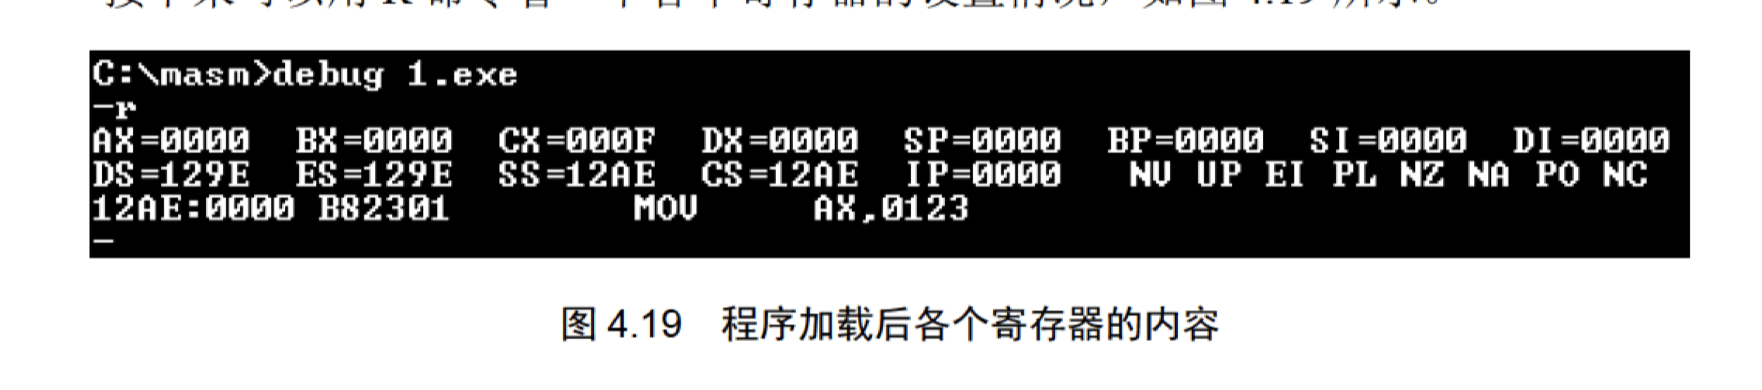 C:\masm>debug 1.exe
-r
AX=0000  BX=0000  CX=000F  DX=0000  SP=0000  BP=0000  SI=0000  DI=0000
DS=129E  ES=129E  SS=12AE  CS=12AE  IP=0000   NV UP EI PL NZ NA PO NC
12AE:0000 B82301        MOV     AX,0123
-
图 4.19 程序加载后各个寄存器的内容